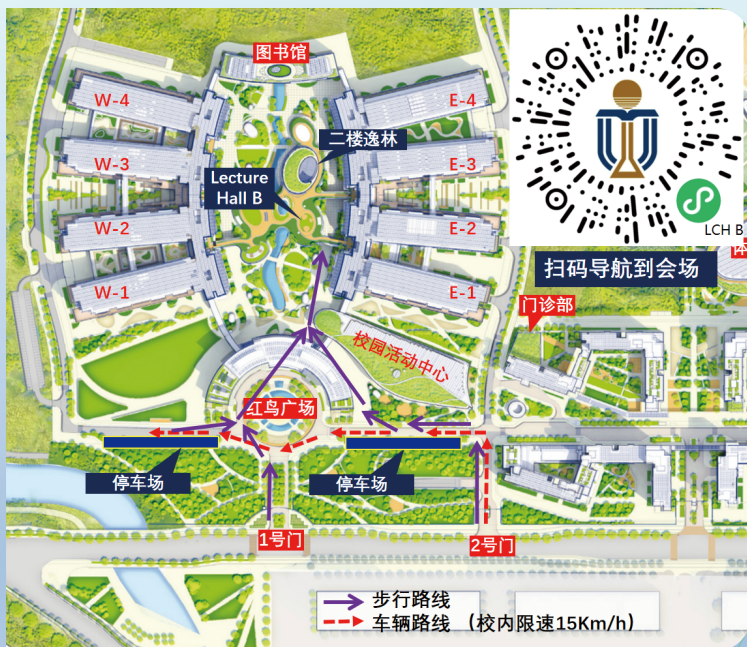 图书馆
W-4
E-4
二楼逸林
W-3
E-3
Lecture
Hall B
W-2
E-2
LCH B
扫码导航到会场
W-1
E-1
门诊部
校园活动中心
红鸟广场
停车场
停车场
1号门
2号门
步行路线
车辆路线 （校内限速15Km/h）